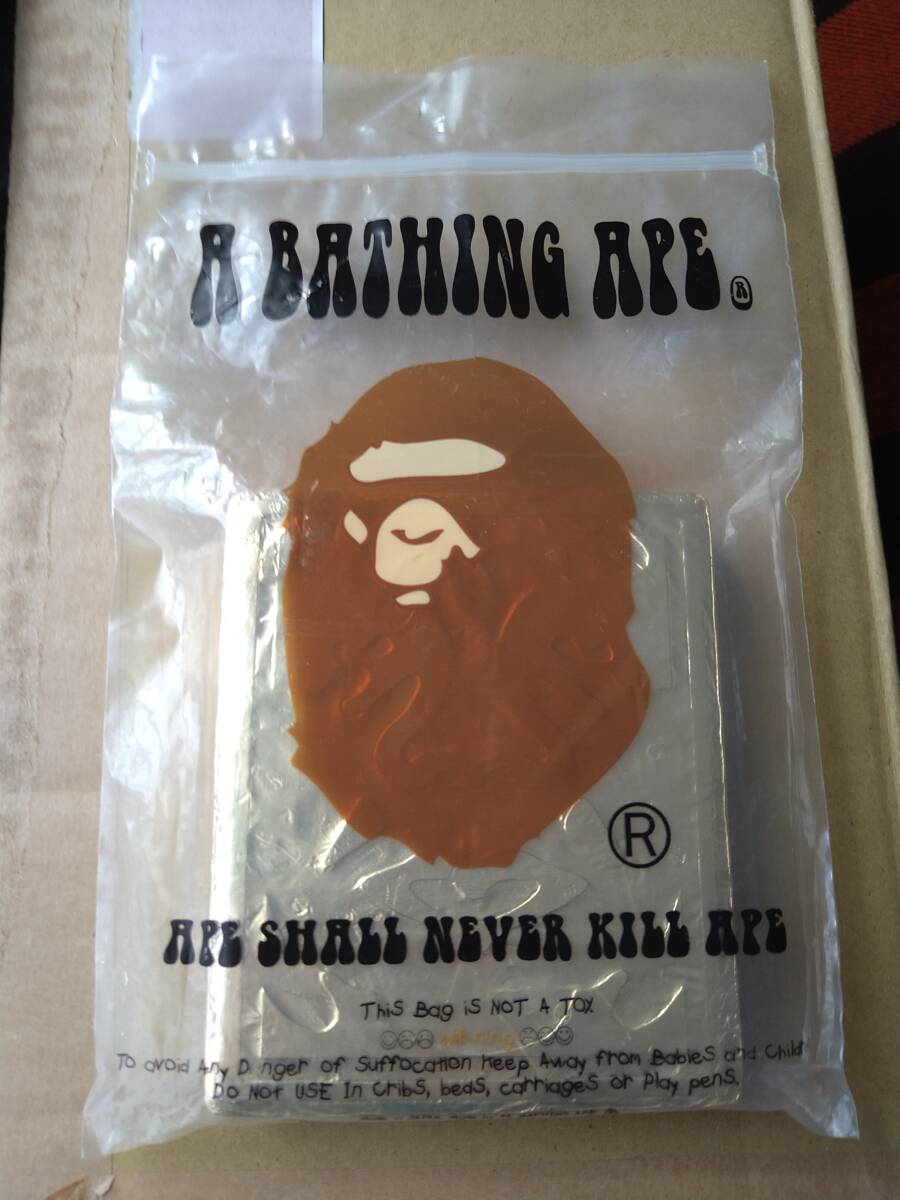 A BATHING APE®
®
APE SHALL NEVER KILL APE
This Bag iS NOT A TOY.
warning
To avoid Any Danger of Suffocation Keep Away from BabieS and Child
Do NoT USE In CribS, bedS, carriageS or Play penS.